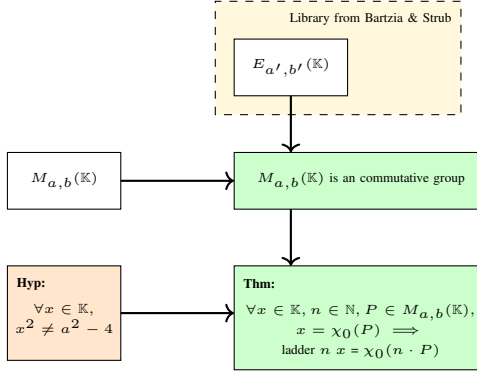 Library from Bartzia & Strub
E_{a′,b′}(𝕂)
M_{a,b}(𝕂)
M_{a,b}(𝕂) is an commutative group
Hyp:
∀x ∈ 𝕂,
x² ≠ a² − 4
Thm:
∀x ∈ 𝕂, n ∈ ℕ, P ∈ M_{a,b}(𝕂),
x = χ₀(P) ⟹
ladder n x = χ₀(n · P)